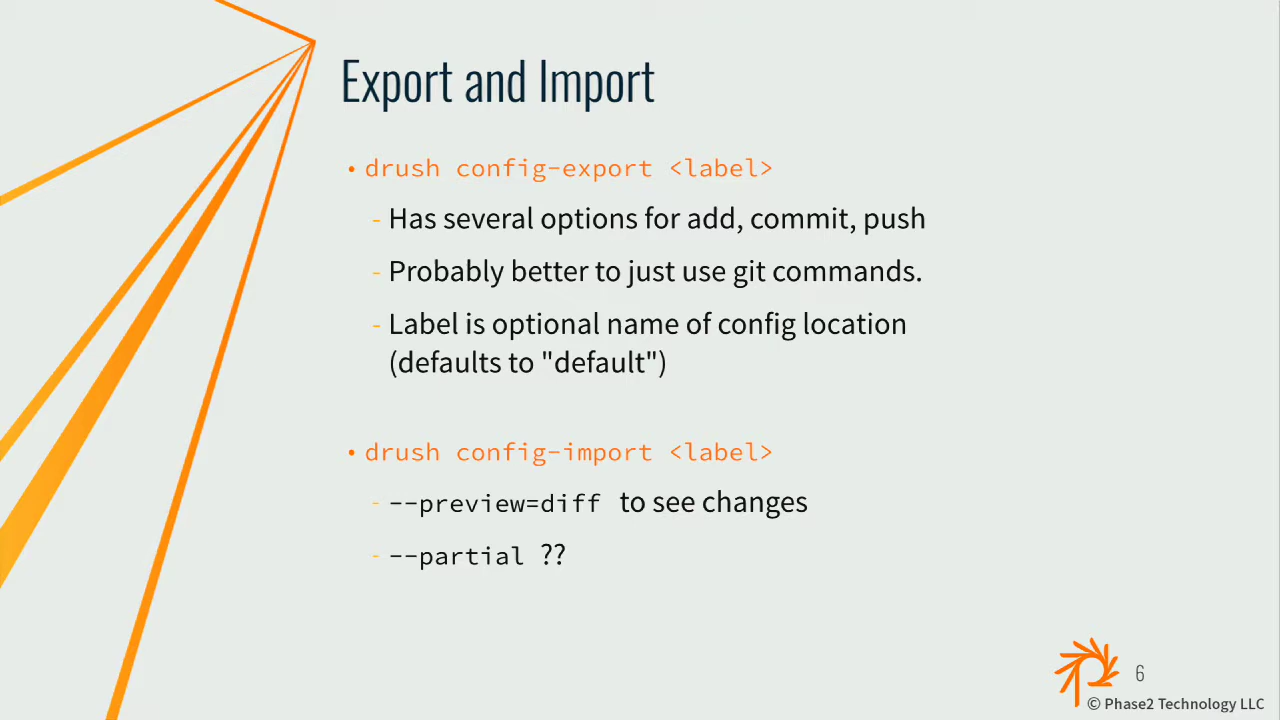 Export and Import
• drush config-export <label>
- Has several options for add, commit, push
- Probably better to just use git commands.
- Label is optional name of config location
(defaults to "default")
• drush config-import <label>
- --preview=diff to see changes
- --partial ??
6
© Phase2 Technology LLC